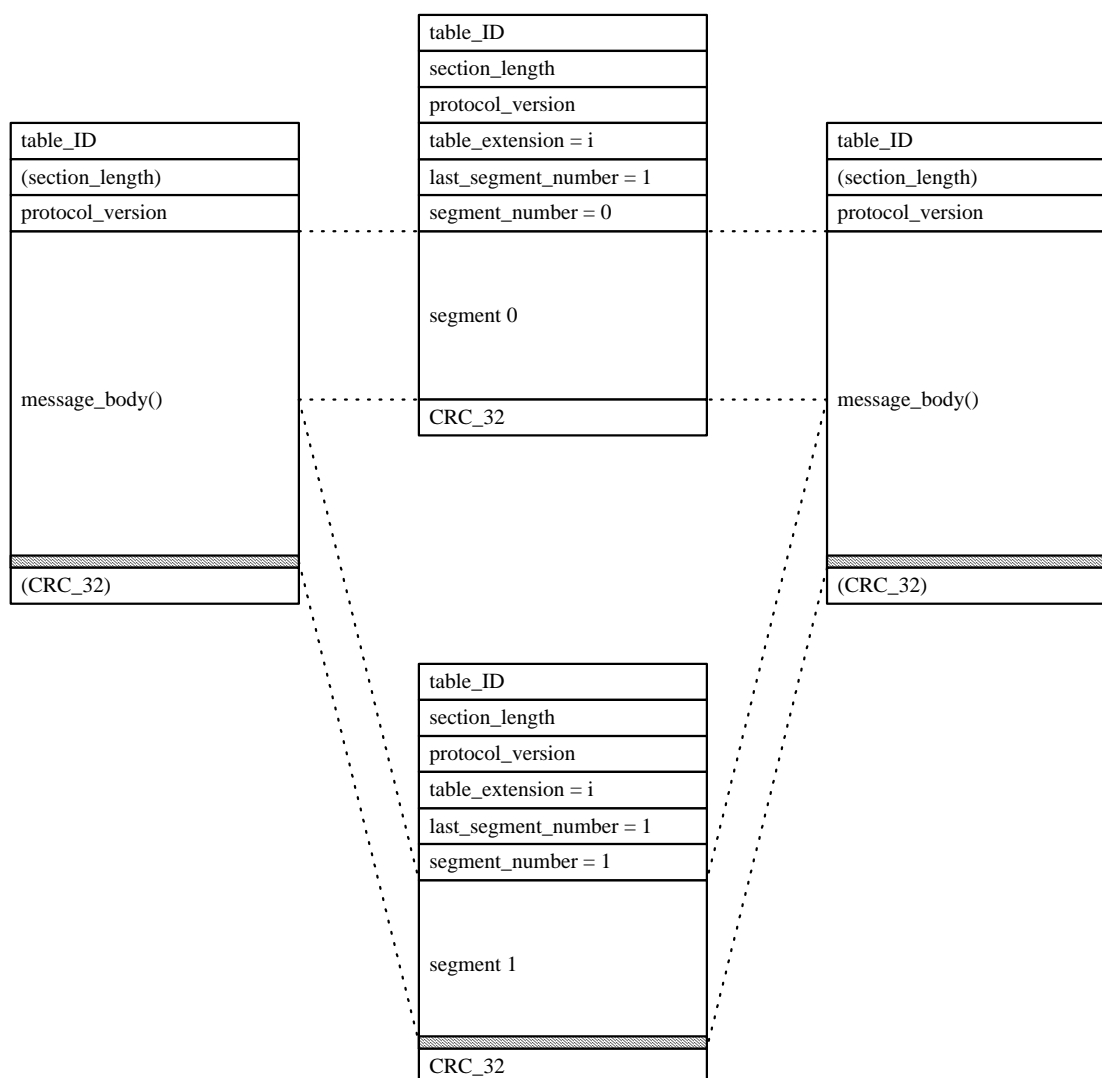 table_ID
(section_length)
protocol_version
message_body()
(CRC_32)
table_ID
section_length
protocol_version
table_extension = i
last_segment_number = 1
segment_number = 0
segment 0
CRC_32
table_ID
section_length
protocol_version
table_extension = i
last_segment_number = 1
segment_number = 1
segment 1
CRC_32
table_ID
(section_length)
protocol_version
message_body()
(CRC_32)